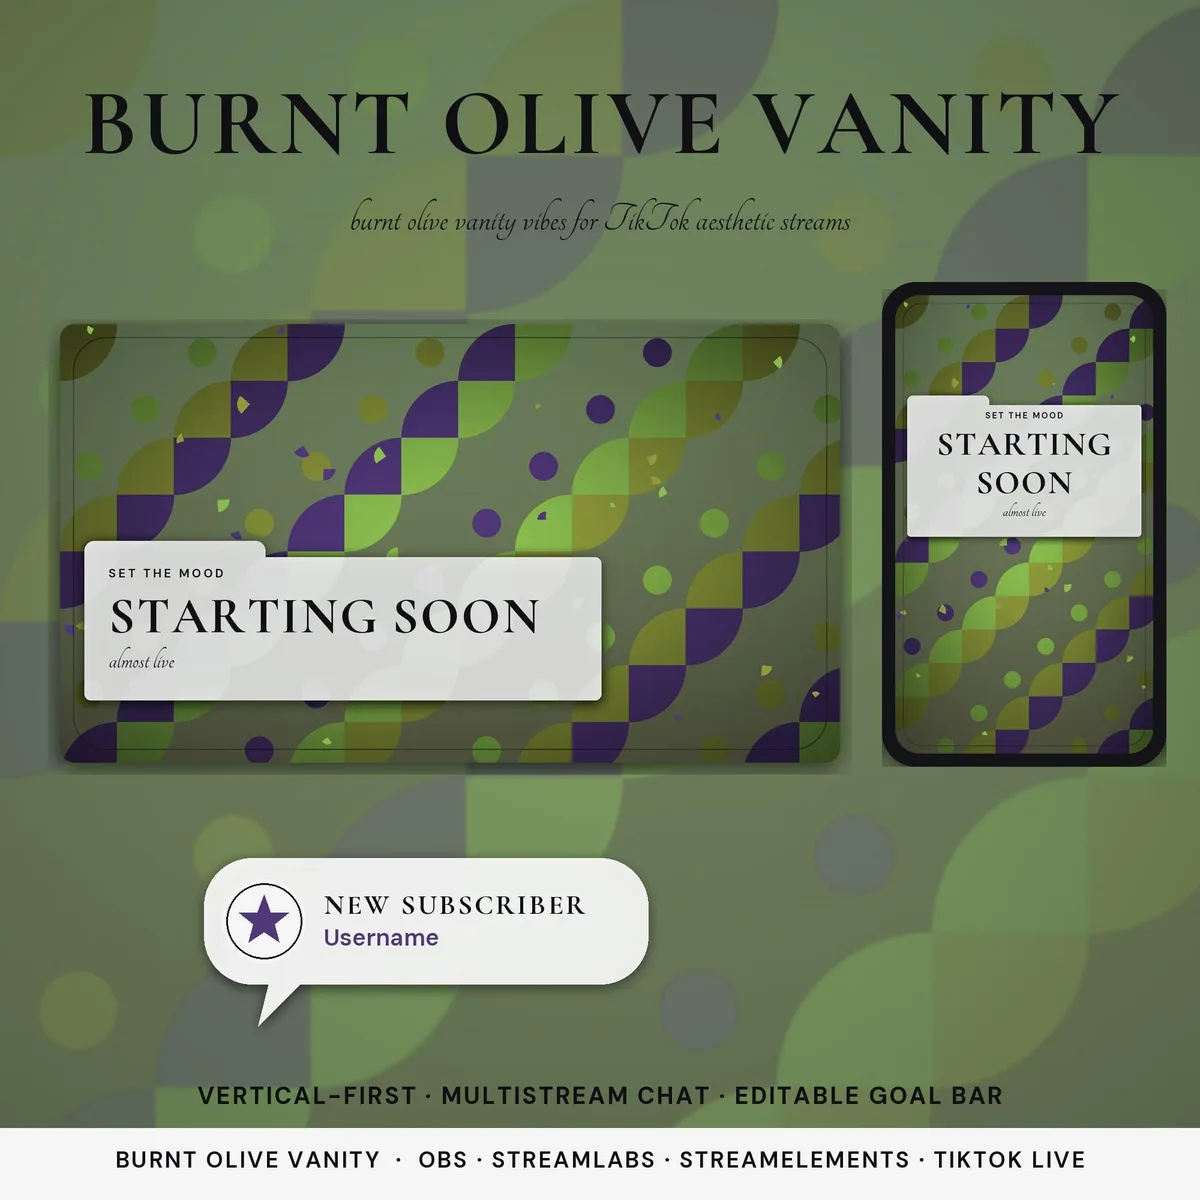 BURNT OLIVE VANITY
burnt olive vanity vibes for TikTok aesthetic streams
SET THE MOOD
STARTING SOON
almost live
SET THE MOOD
STARTING
SOON
almost live
NEW SUBSCRIBER
Username
VERTICAL-FIRST · MULTISTREAM CHAT · EDITABLE GOAL BAR
BURNT OLIVE VANITY · OBS · STREAMLABS · STREAMELEMENTS · TIKTOK LIVE